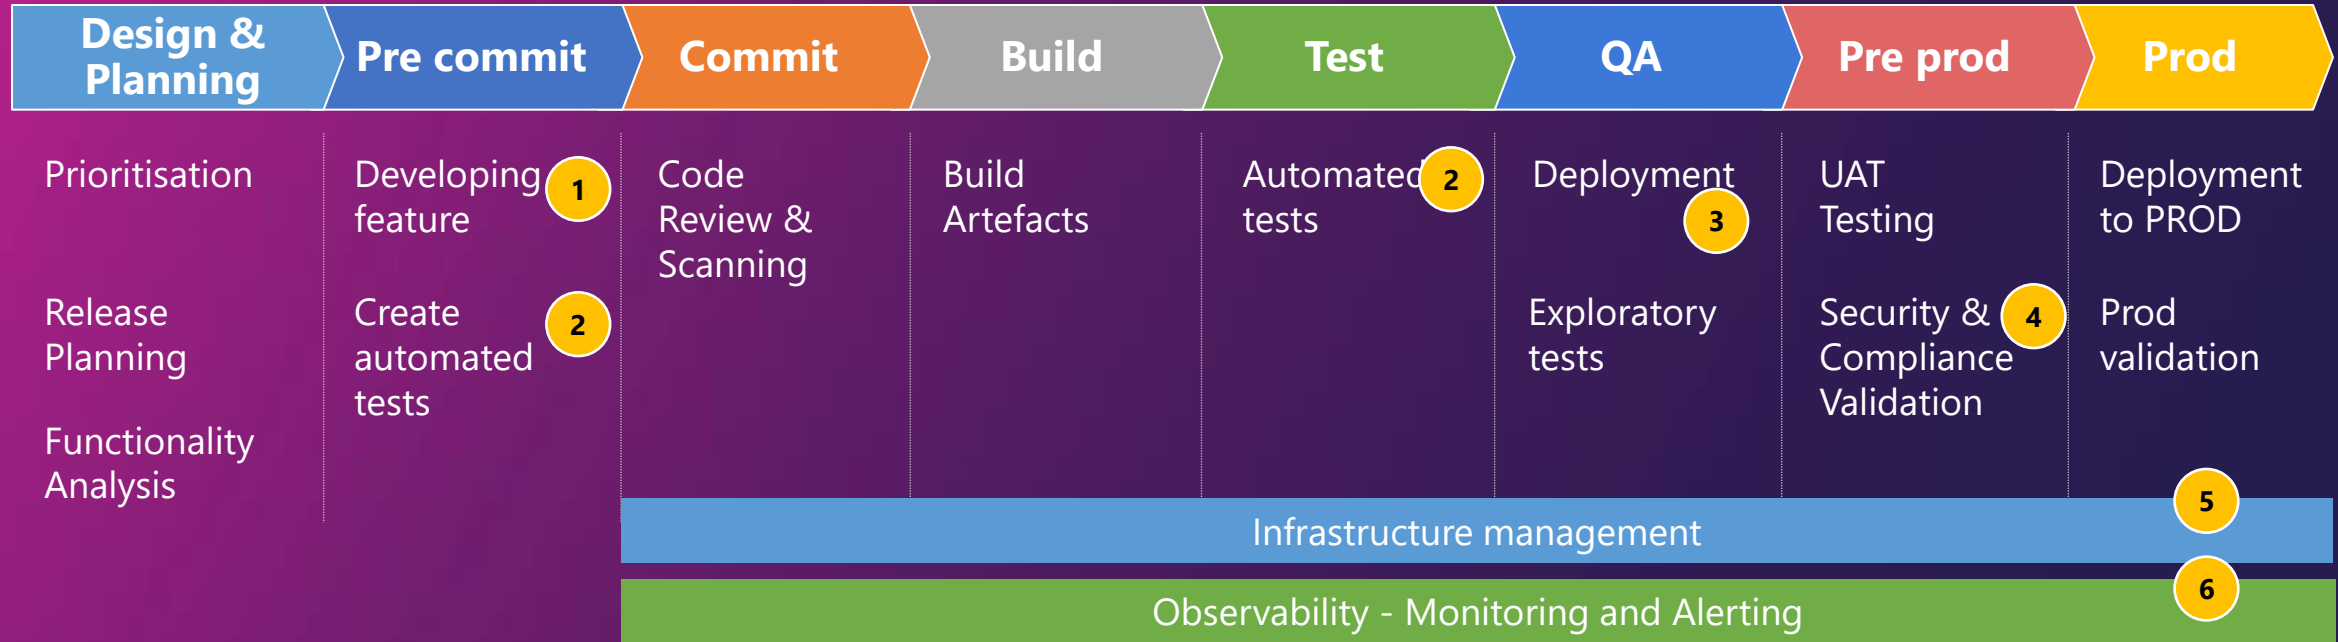 Design &
Planning
Pre commit
Commit
Build
Test
QA
Pre prod
Prod
Prioritisation
Release
Planning
Functionality
Analysis
Developing
feature
1
Create
automated
tests
2
Code
Review &
Scanning
Build
Artefacts
Automated
tests
2
Deployment
3
Exploratory
tests
UAT
Testing
Security &
Compliance
Validation
4
Deployment
to PROD
Prod
validation
Infrastructure management
5
Observability - Monitoring and Alerting
6